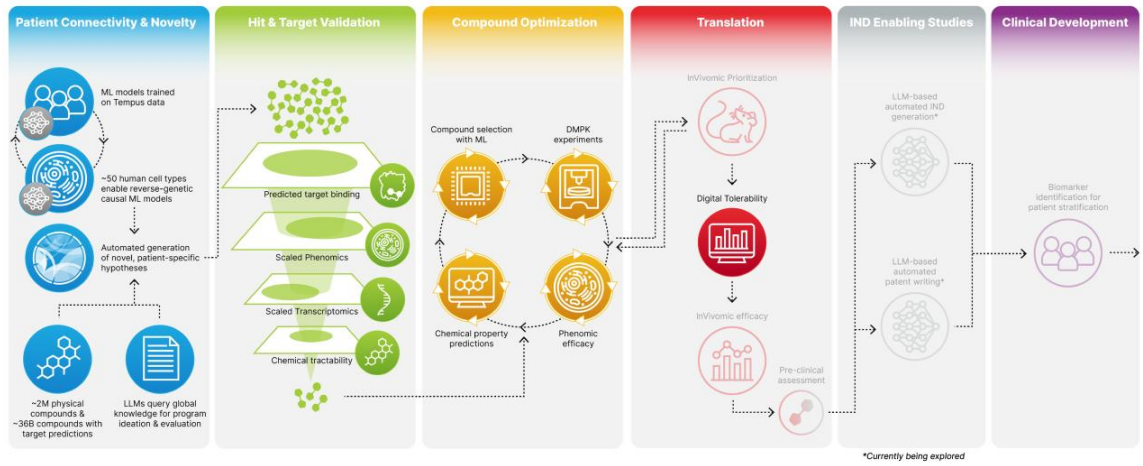 Patient Connectivity & Novelty
ML models trained
on Tempus data
~50 human cell types
enable reverse-genetic
causal ML models
Automated generation
of novel, patient-specific
hypotheses
~2M physical
compounds &
~36B compounds with
target predictions
LLMs query global
knowledge for program
ideation & evaluation
Hit & Target Validation
Predicted target binding
Scaled Phenomics
Scaled Transcriptomics
Chemical tractability
Compound Optimization
Compound selection
with ML
DMPK
experiments
Chemical property
predictions
Phenomic
efficacy
Translation
InVivomic Prioritization
Digital Tolerability
InVivomic efficacy
Pre-clinical
assessment
IND Enabling Studies
LLM-based
automated IND
generation*
LLM-based
automated
patent writing*
Clinical Development
Biomarker
identification for
patient stratification
*Currently being explored